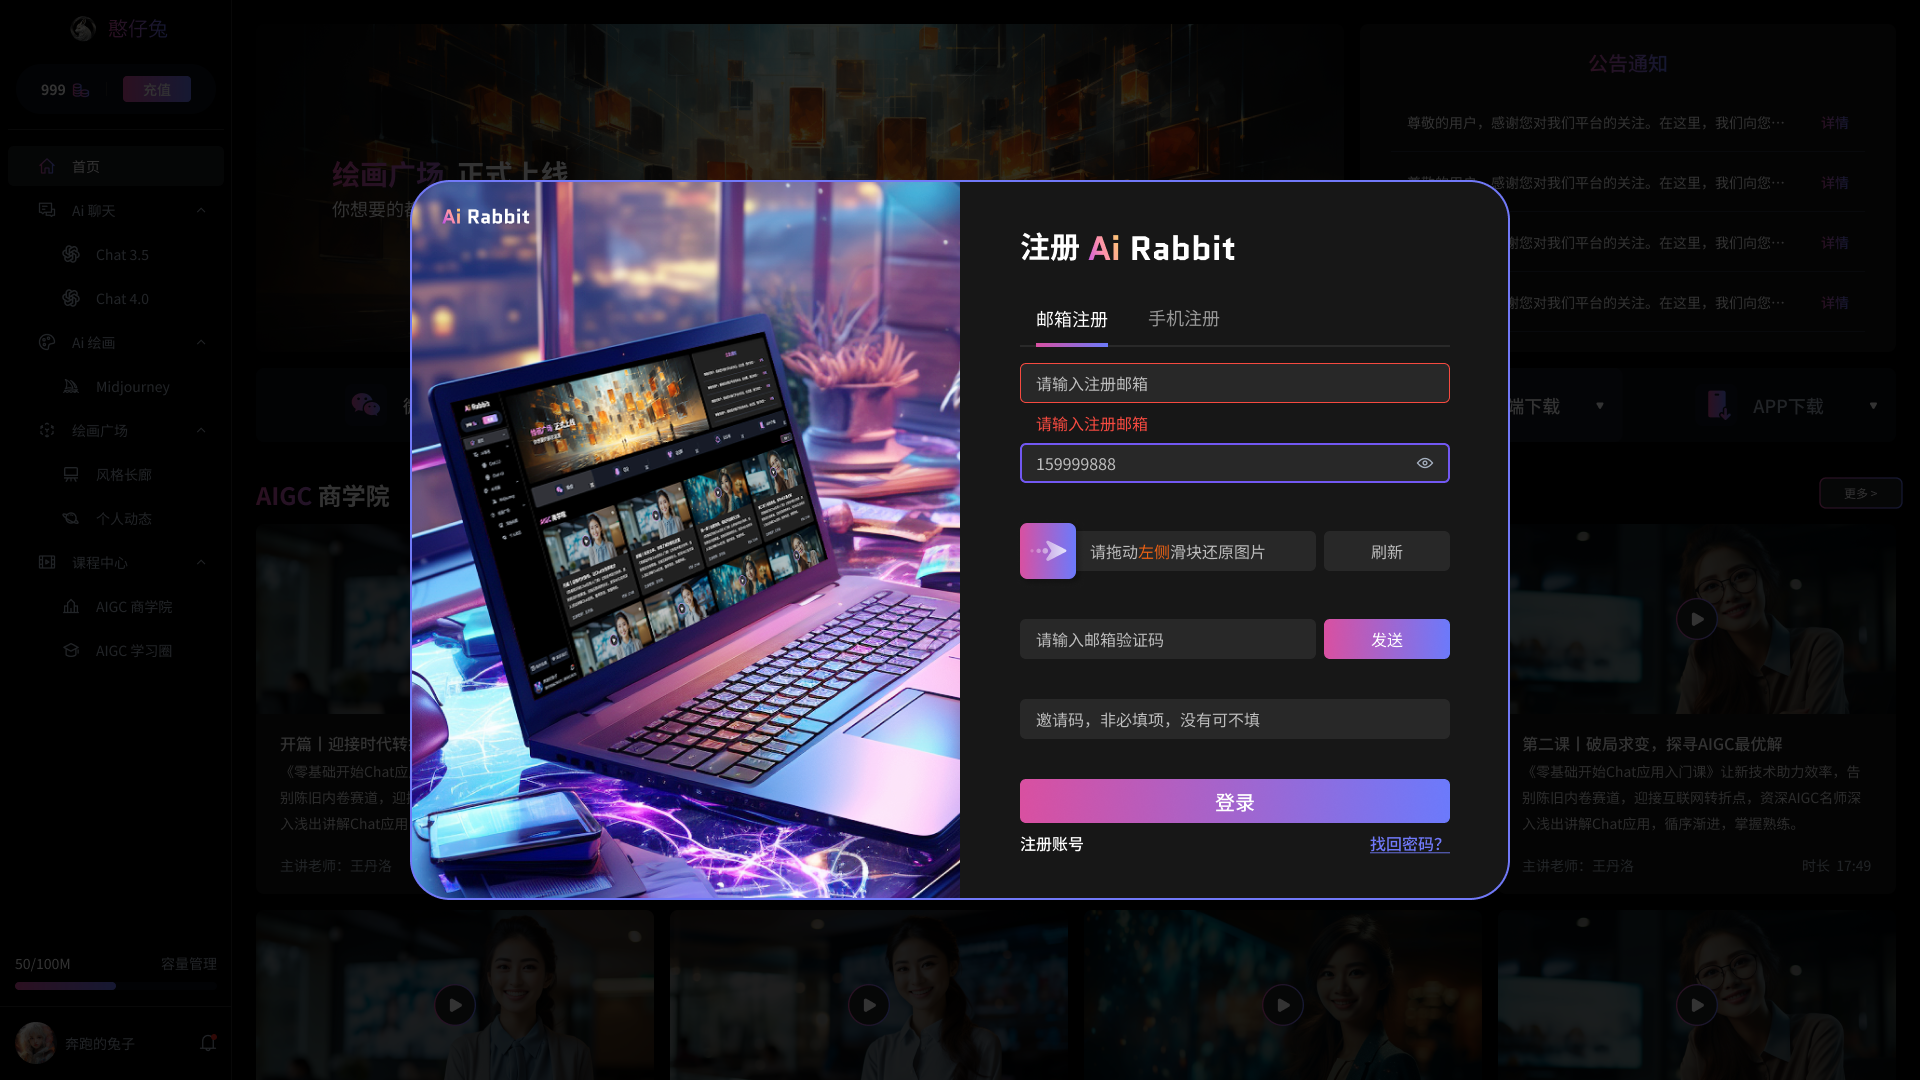 憨仔兔
999
充值
首页
Ai 聊天
Chat 3.5
Chat 4.0
Ai 绘画
Midjourney
绘画广场
风格长廊
个人动态
课程中心
AIGC 商学院
AIGC 学习圈
50/100M
容量管理
奔跑的兔子
绘画广场 正式上线
你想要的
公告通知
尊敬的用户，感谢您对我们平台的关注。在这里，我们向您… 详情
尊敬的用户，感谢您对我们平台的关注。在这里，我们向您… 详情
谢您对我们平台的关注。在这里，我们向您… 详情
谢您对我们平台的关注。在这里，我们向您… 详情
端下载
APP下载
AIGC 商学院
更多 >
开篇丨迎接时代转
《零基础开始Chat应
别陈旧内卷赛道，迎
入浅出讲解Chat应用
主讲老师：王丹洛
第二课丨破局求变，探寻AIGC最优解
《零基础开始Chat应用入门课》让新技术助力效率，告
别陈旧内卷赛道，迎接互联网转折点，资深AIGC名师深
入浅出讲解Chat应用，循序渐进，掌握熟练。
主讲老师：王丹洛
时长 17:49
Ai Rabbit
注册 Ai Rabbit
邮箱注册
手机注册
请输入注册邮箱
请输入注册邮箱
159999888
请拖动左侧滑块还原图片
刷新
请输入邮箱验证码
发送
邀请码，非必填项，没有可不填
登录
注册账号
找回密码？